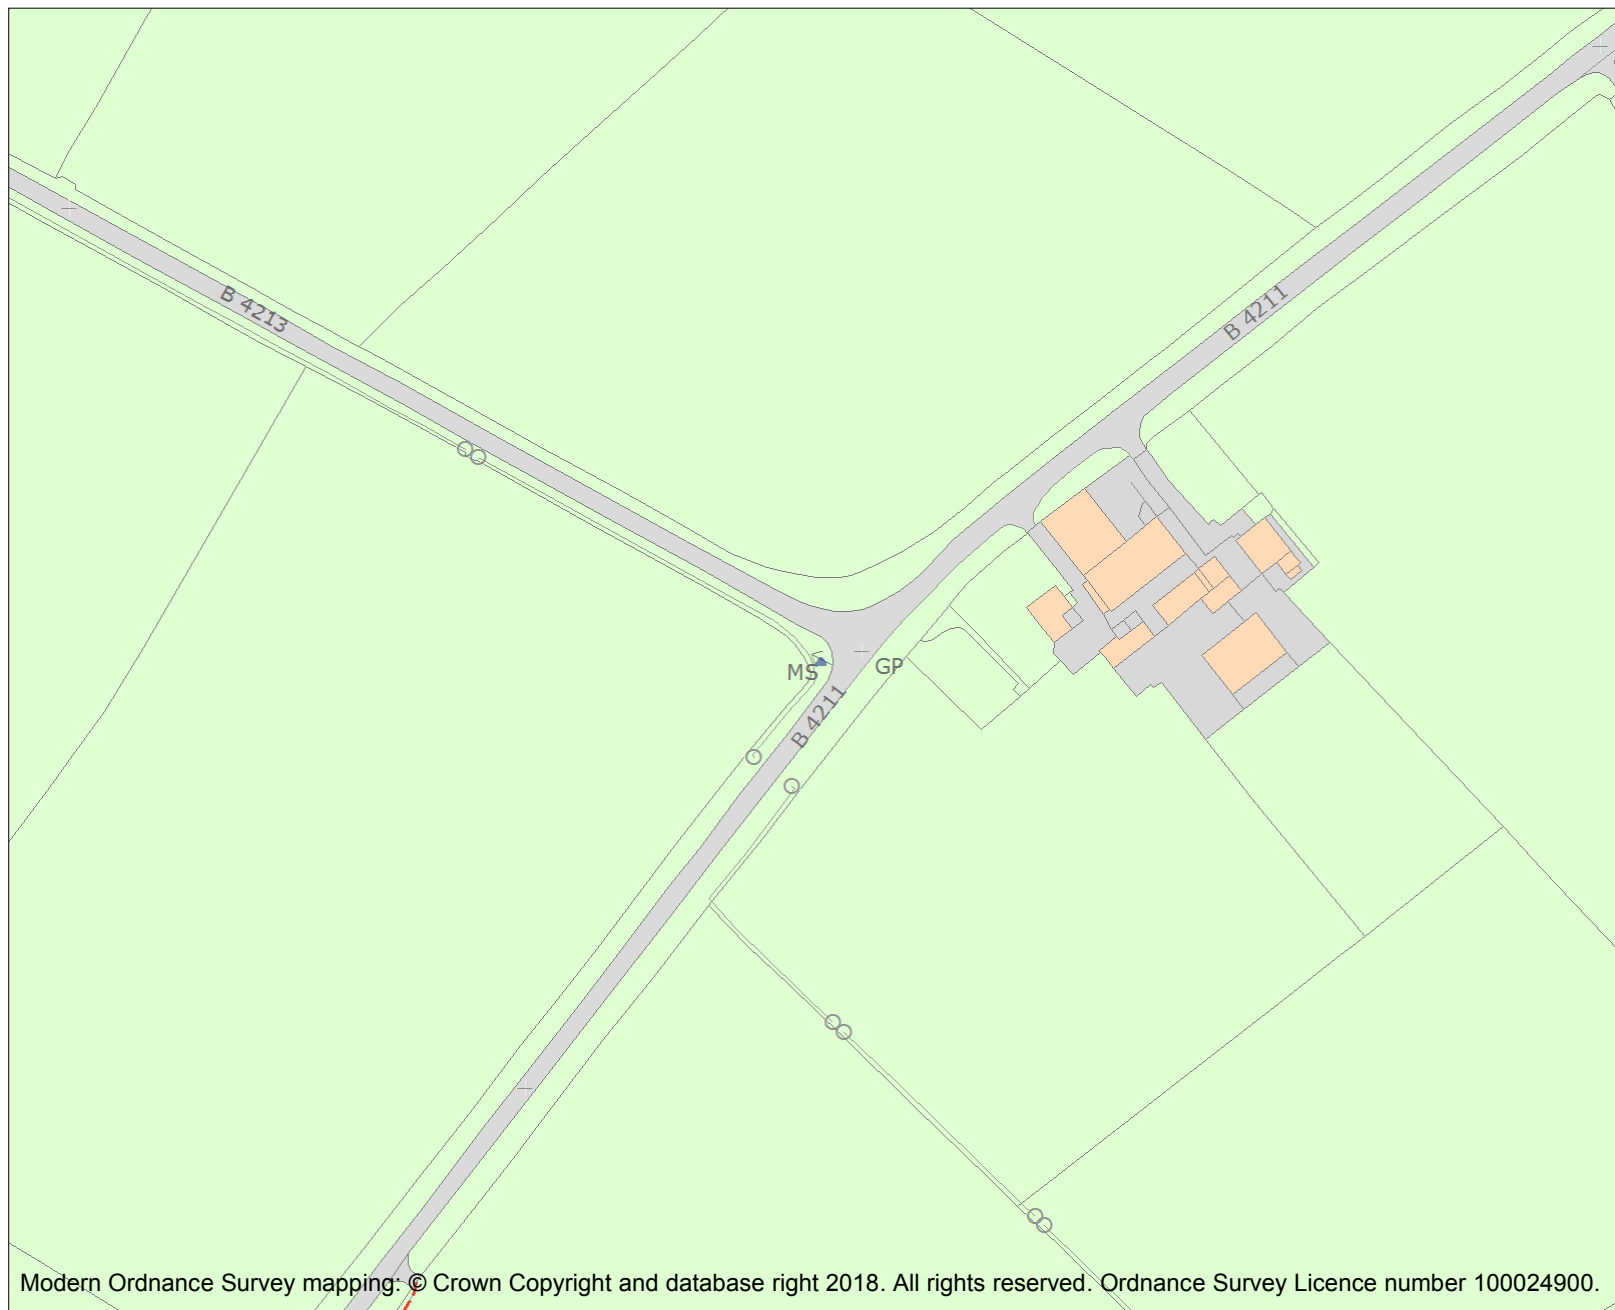 B 4213
B 4211
MS
GP
B 4211
Modern Ordnance Survey mapping: © Crown Copyright and database right 2018. All rights reserved. Ordnance Survey Licence number 100024900.